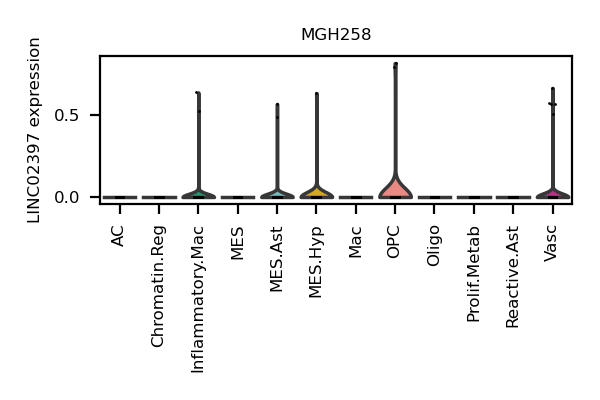 MGH258
LINC02397 expression
0.5
0.0
AC
Chromatin.Reg
Inflammatory.Mac
MES
MES.Ast
MES.Hyp
Mac
OPC
Oligo
Prolif.Metab
Reactive.Ast
Vasc